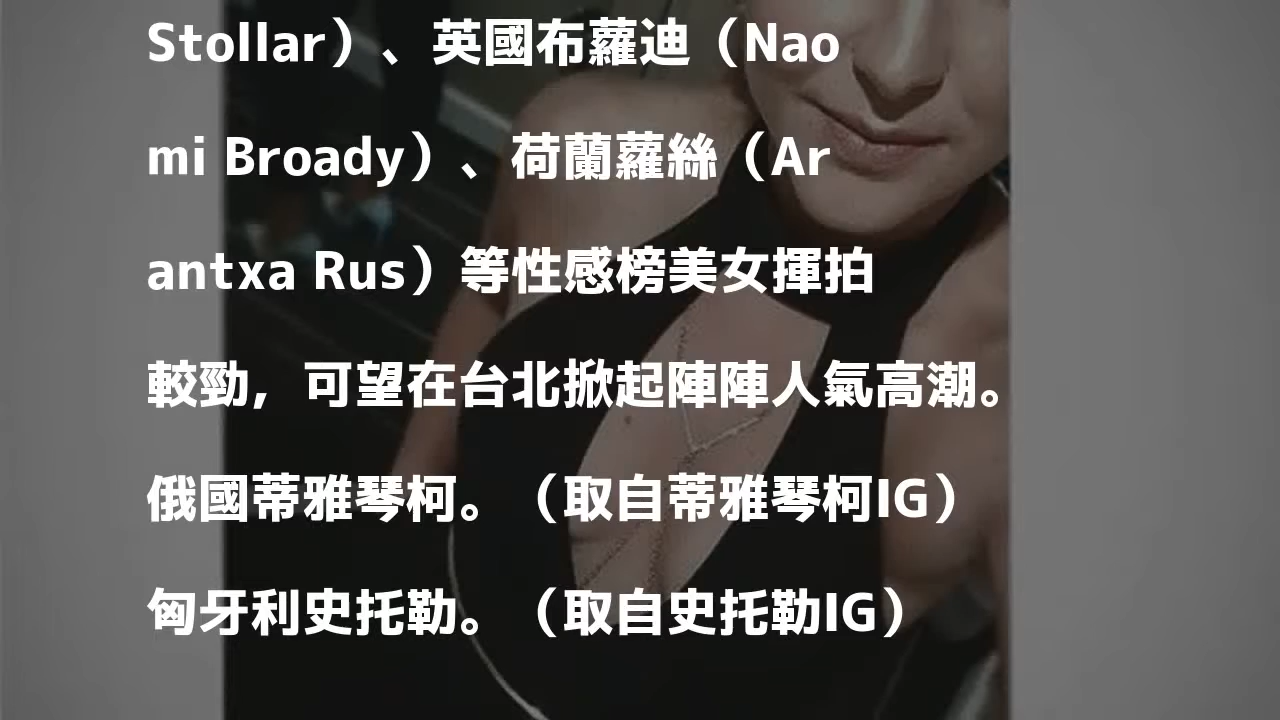 Stollar）、英國布蘿迪（Nao
mi Broady）、荷蘭蘿絲（Ar
antxa Rus）等性感榜美女揮拍
較勁，可望在台北掀起陣陣人氣高潮。
俄國蒂雅琴柯。（取自蒂雅琴柯IG）
匈牙利史托勒。（取自史托勒IG）